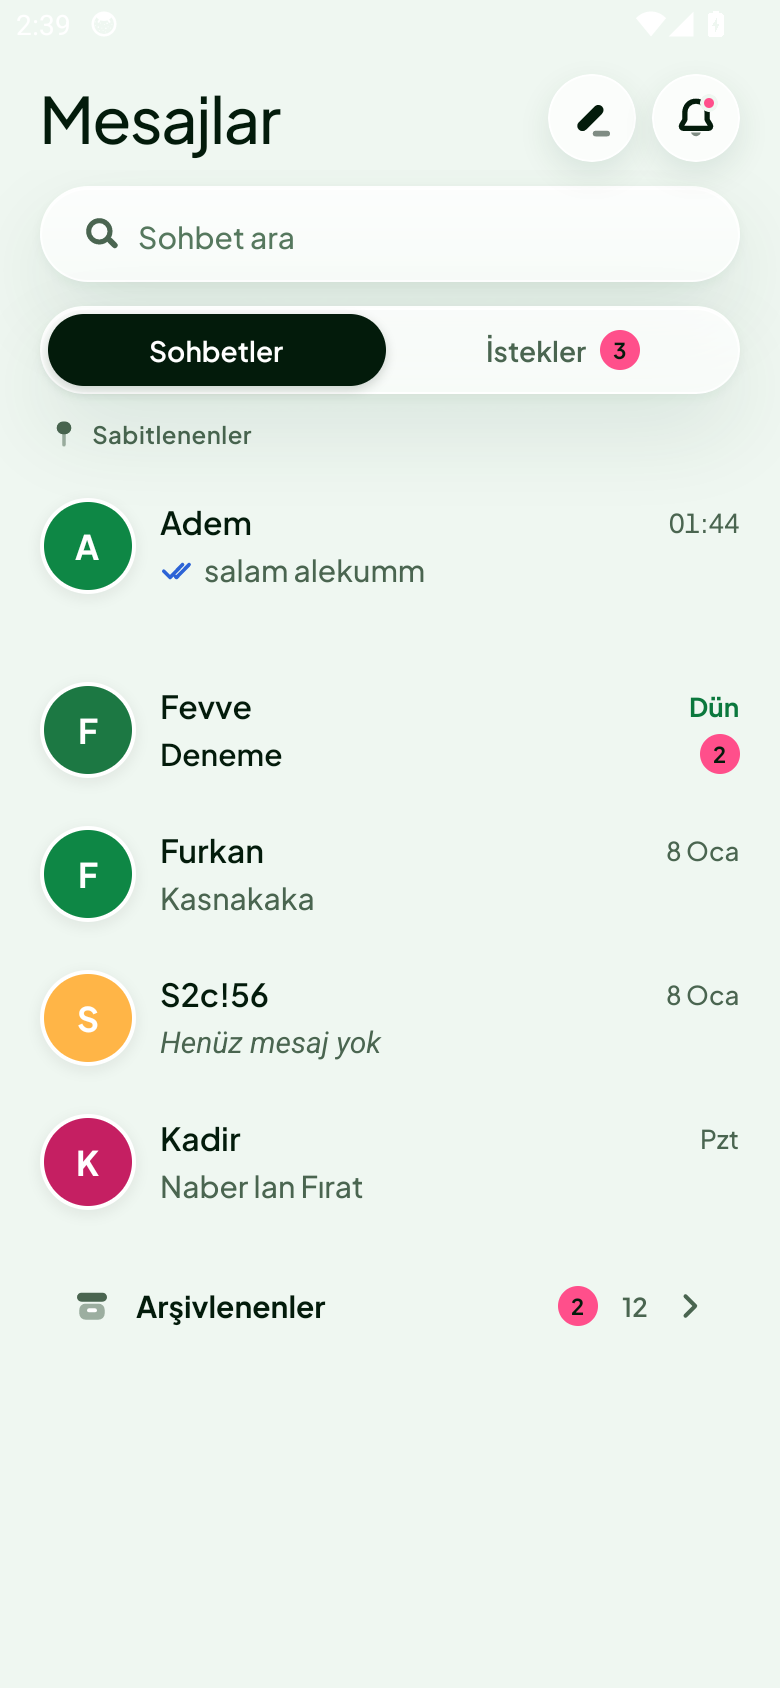 2:39
Mesajlar
Sohbet ara
Sohbetler
İstekler 3
Sabitlenenler
A
Adem 01:44
salam alekumm
F
Fevve Dün
Deneme 2
F
Furkan 8 Oca
Kasnakaka
S
S2c!56 8 Oca
Henüz mesaj yok
K
Kadir Pzt
Naber lan Fırat
Arşivlenenler 2 12